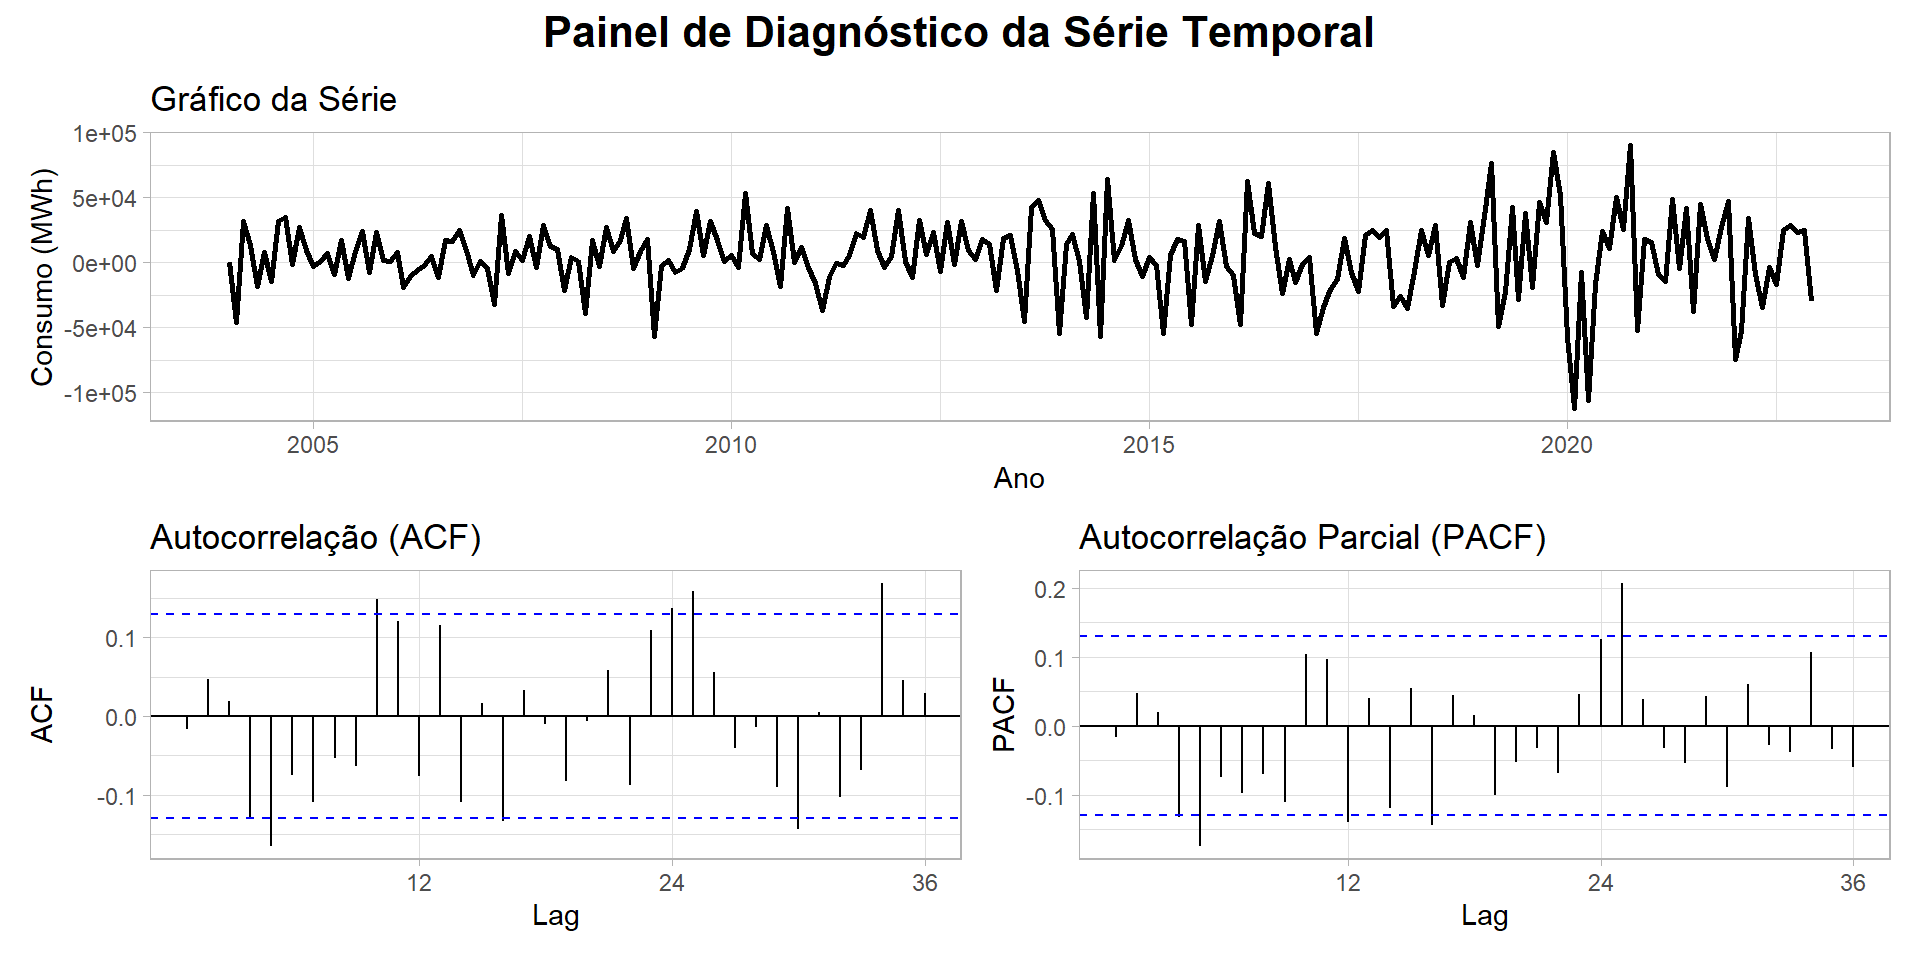 Painel de Diagnóstico da Série Temporal
Gráfico da Série
Consumo (MWh)
1e+05
5e+04
0e+00
-5e+04
-1e+05
2005 2010 2015 2020
Ano
Autocorrelação (ACF)
ACF
0.1
0.0
-0.1
12 24 36
Lag
Autocorrelação Parcial (PACF)
PACF
0.2
0.1
0.0
-0.1
12 24 36
Lag